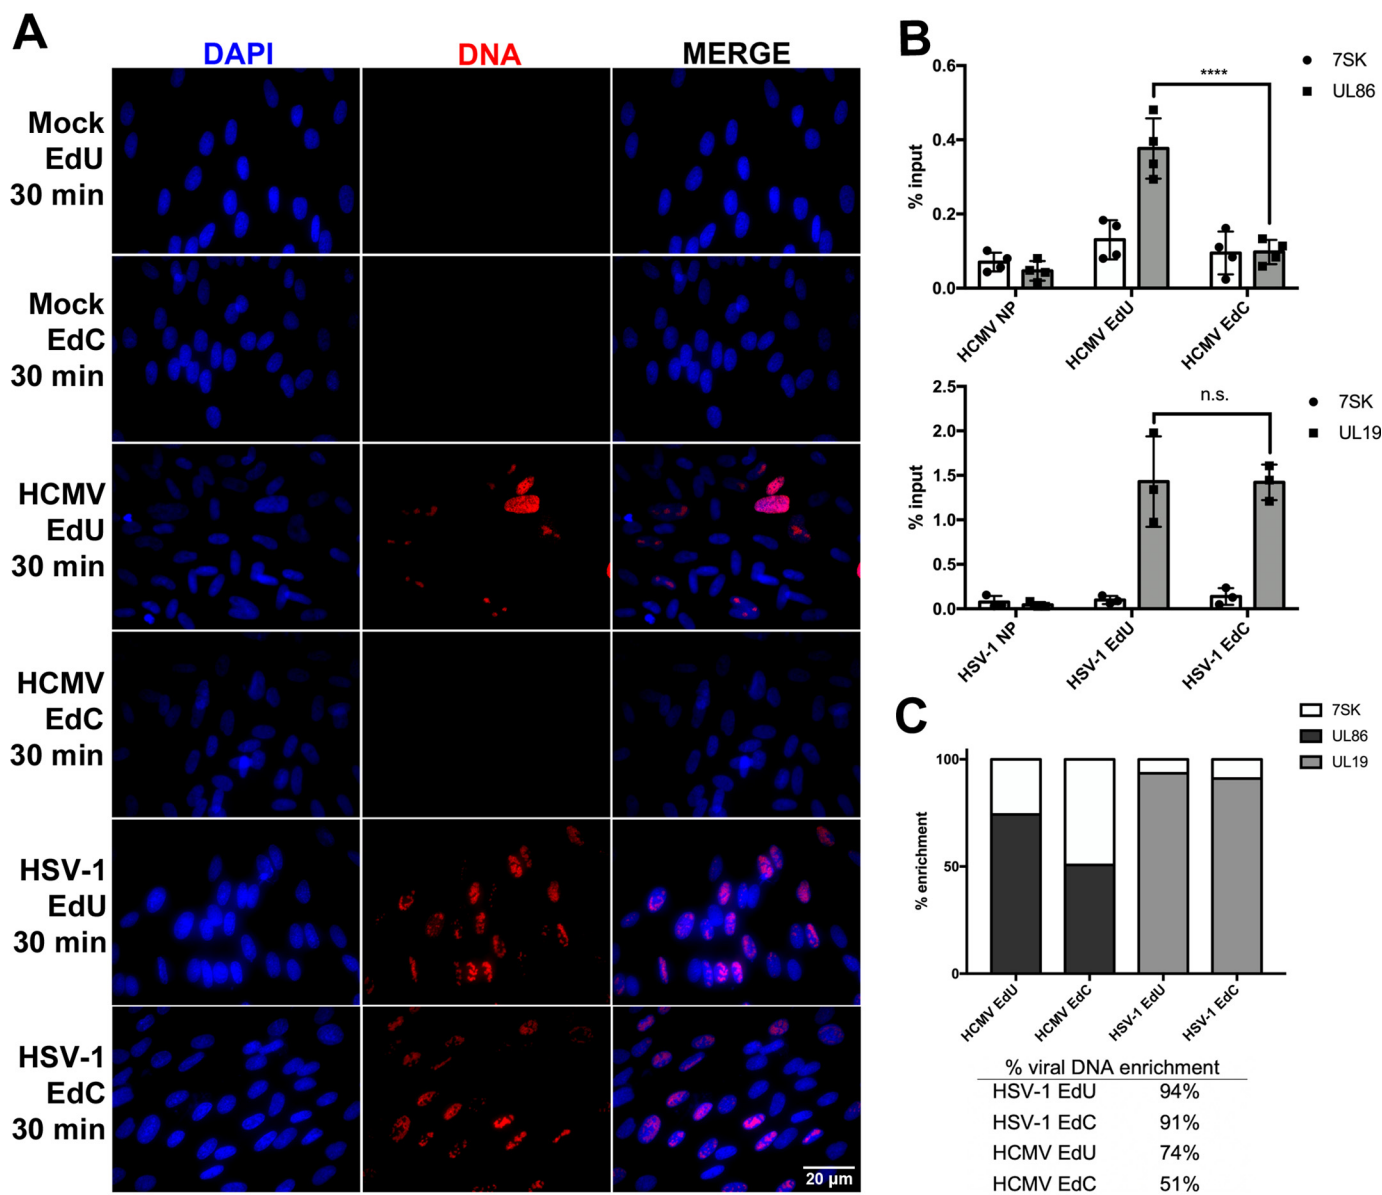 A
DAPI
DNA
MERGE
Mock
EdU
30 min
Mock
EdC
30 min
HCMV
EdU
30 min
HCMV
EdC
30 min
HSV-1
EdU
30 min
HSV-1
EdC
30 min
20 µm
B
0.6
0.4
0.2
0.0
% input
****
7SK
UL86
HCMV NP
HCMV EdU
HCMV EdC
2.5
2.0
1.5
1.0
0.5
0.0
% input
n.s.
7SK
UL19
HSV-1 NP
HSV-1 EdU
HSV-1 EdC
C
7SK
UL86
UL19
100
50
0
% enrichment
HCMV EdU
HCMV EdC
HSV-1 EdU
HSV-1 EdC
% viral DNA enrichment
HSV-1 EdU 94%
HSV-1 EdC 91%
HCMV EdU 74%
HCMV EdC 51%